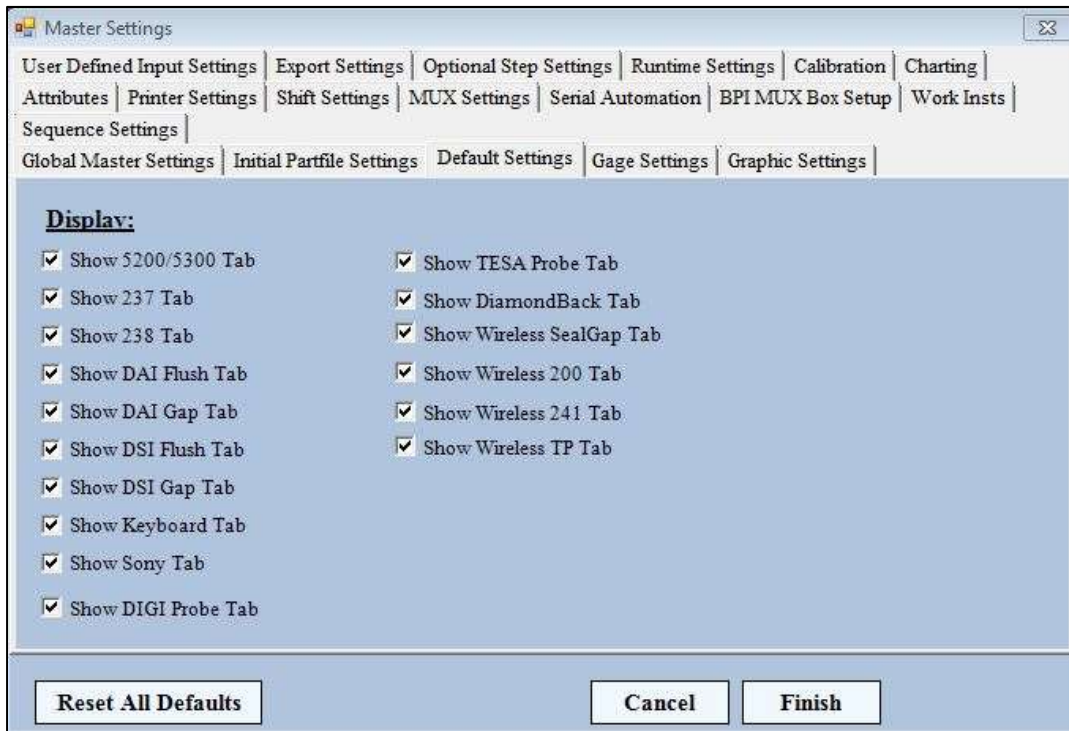 Master Settings
User Defined Input Settings Export Settings Optional Step Settings Runtime Settings Calibration Charting
Attributes Printer Settings Shift Settings MUX Settings Serial Automation BPI MUX Box Setup Work Insts
Sequence Settings
Global Master Settings Initial Partfile Settings Default Settings Gage Settings Graphic Settings
Display:
Show 5200/5300 Tab
Show 237 Tab
Show 238 Tab
Show DAI Flush Tab
Show DAI Gap Tab
Show DSI Flush Tab
Show DSI Gap Tab
Show Keyboard Tab
Show Sony Tab
Show DIGI Probe Tab
Show TESA Probe Tab
Show DiamondBack Tab
Show Wireless SealGap Tab
Show Wireless 200 Tab
Show Wireless 241 Tab
Show Wireless TP Tab
Reset All Defaults
Cancel
Finish